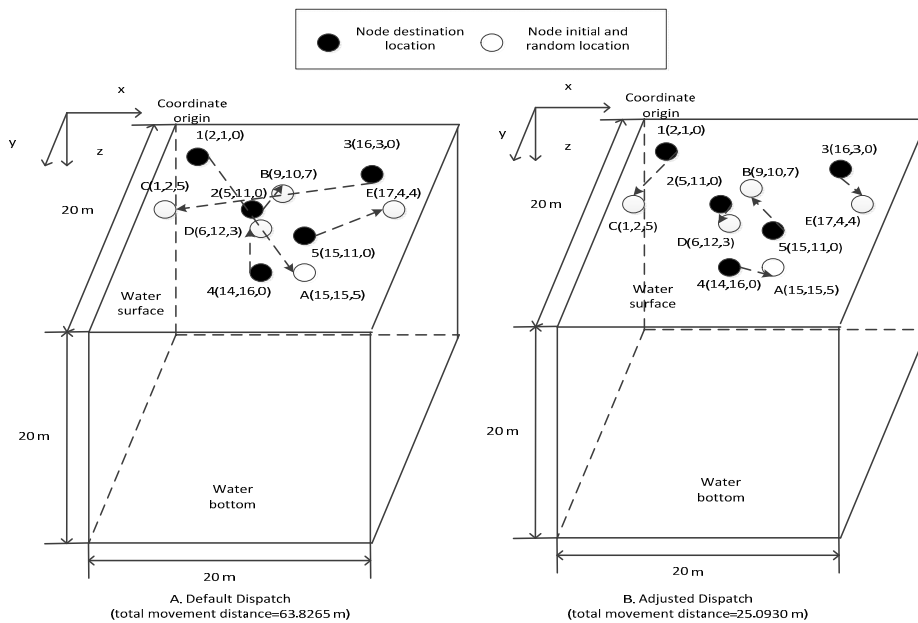 Node destination
location
Node initial and
random location
x
y
z
Coordinate
origin
1(2,1,0)
3(16,3,0)
B(9,10,7)
C(1,2,5)
2(5,11,0)
E(17,4,4)
20 m
D(6,12,3)
5(15,11,0)
4(14,16,0)
A(15,15,5)
Water
surface
20 m
Water
bottom
20 m
A. Default Dispatch
(total movement distance=63.8265 m)
x
y
z
Coordinate
origin
1(2,1,0)
3(16,3,0)
B(9,10,7)
2(5,11,0)
C(1,2,5)
E(17,4,4)
20 m
D(6,12,3)
5(15,11,0)
4(14,16,0)
A(15,15,5)
Water
surface
20 m
Water
bottom
20 m
B. Adjusted Dispatch
(total movement distance=25.0930 m)